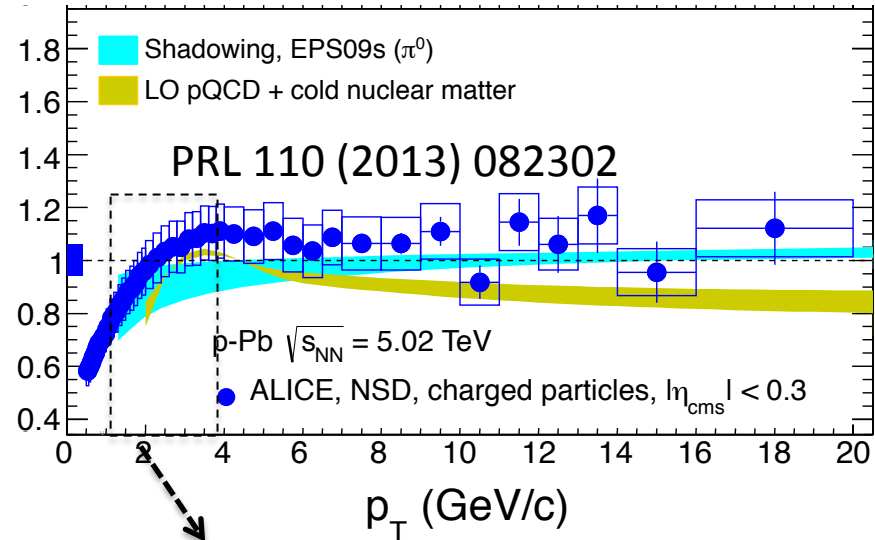 1.8
1.6
1.4
1.2
1
0.8
0.6
0.4
Shadowing, EPS09s (π⁰)
LO pQCD + cold nuclear matter
PRL 110 (2013) 082302
p-Pb √s_NN = 5.02 TeV
ALICE, NSD, charged particles, |η_cms| < 0.3
0 2 4 6 8 10 12 14 16 18 20
p_T (GeV/c)